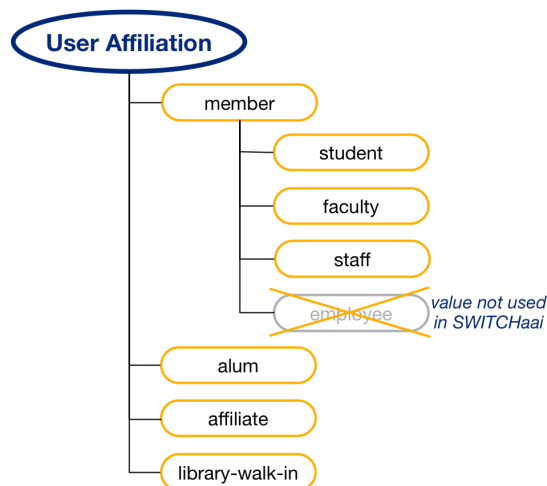 User Affiliation
member
student
faculty
staff
employee
value not used
in SWITCHaai
alum
affiliate
library-walk-in